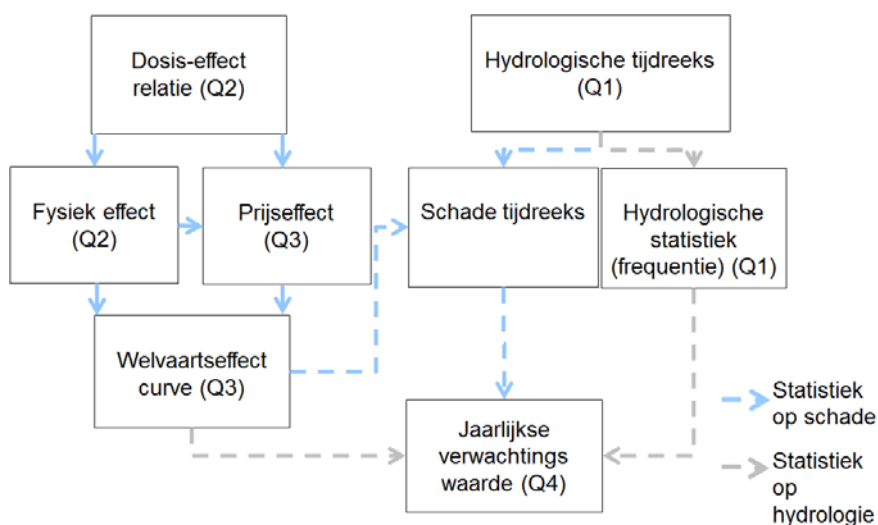 Dosis-effect
relatie (Q2)
Hydrologische tijdreeks
(Q1)
Fysiek effect
(Q2)
Prijseffect
(Q3)
Schade tijdreeks
Hydrologische
statistiek
(frequentie) (Q1)
Welvaartseffect
curve (Q3)
Jaarlijkse
verwachtings
waarde (Q4)
Statistiek
op schade
Statistiek
op
hydrologie